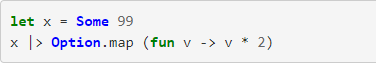 let x = Some 99
x |> Option.map (fun v -> v * 2)